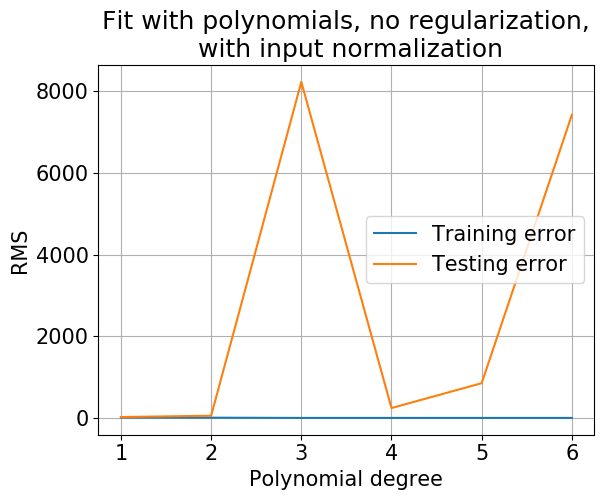 Fit with polynomials, no regularization,
with input normalization
8000
6000
4000
2000
0
RMS
Training error
Testing error
1 2 3 4 5 6
Polynomial degree